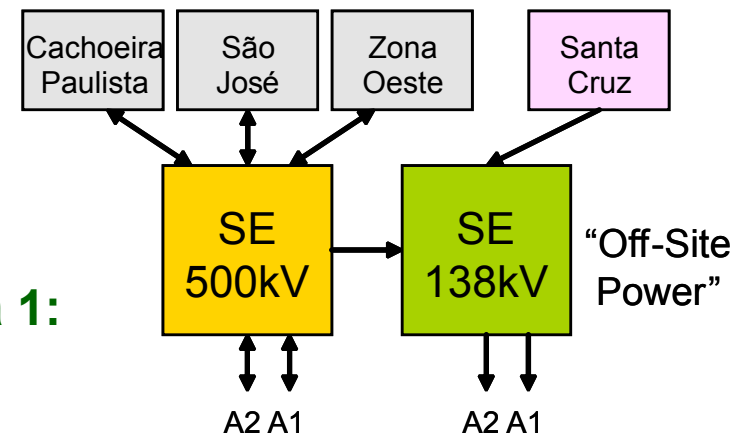 Cachoeira
Paulista
São
José
Zona
Oeste
Santa
Cruz
SE
500kV
SE
138kV
“Off-Site
Power”
1:
A2 A1
A2 A1